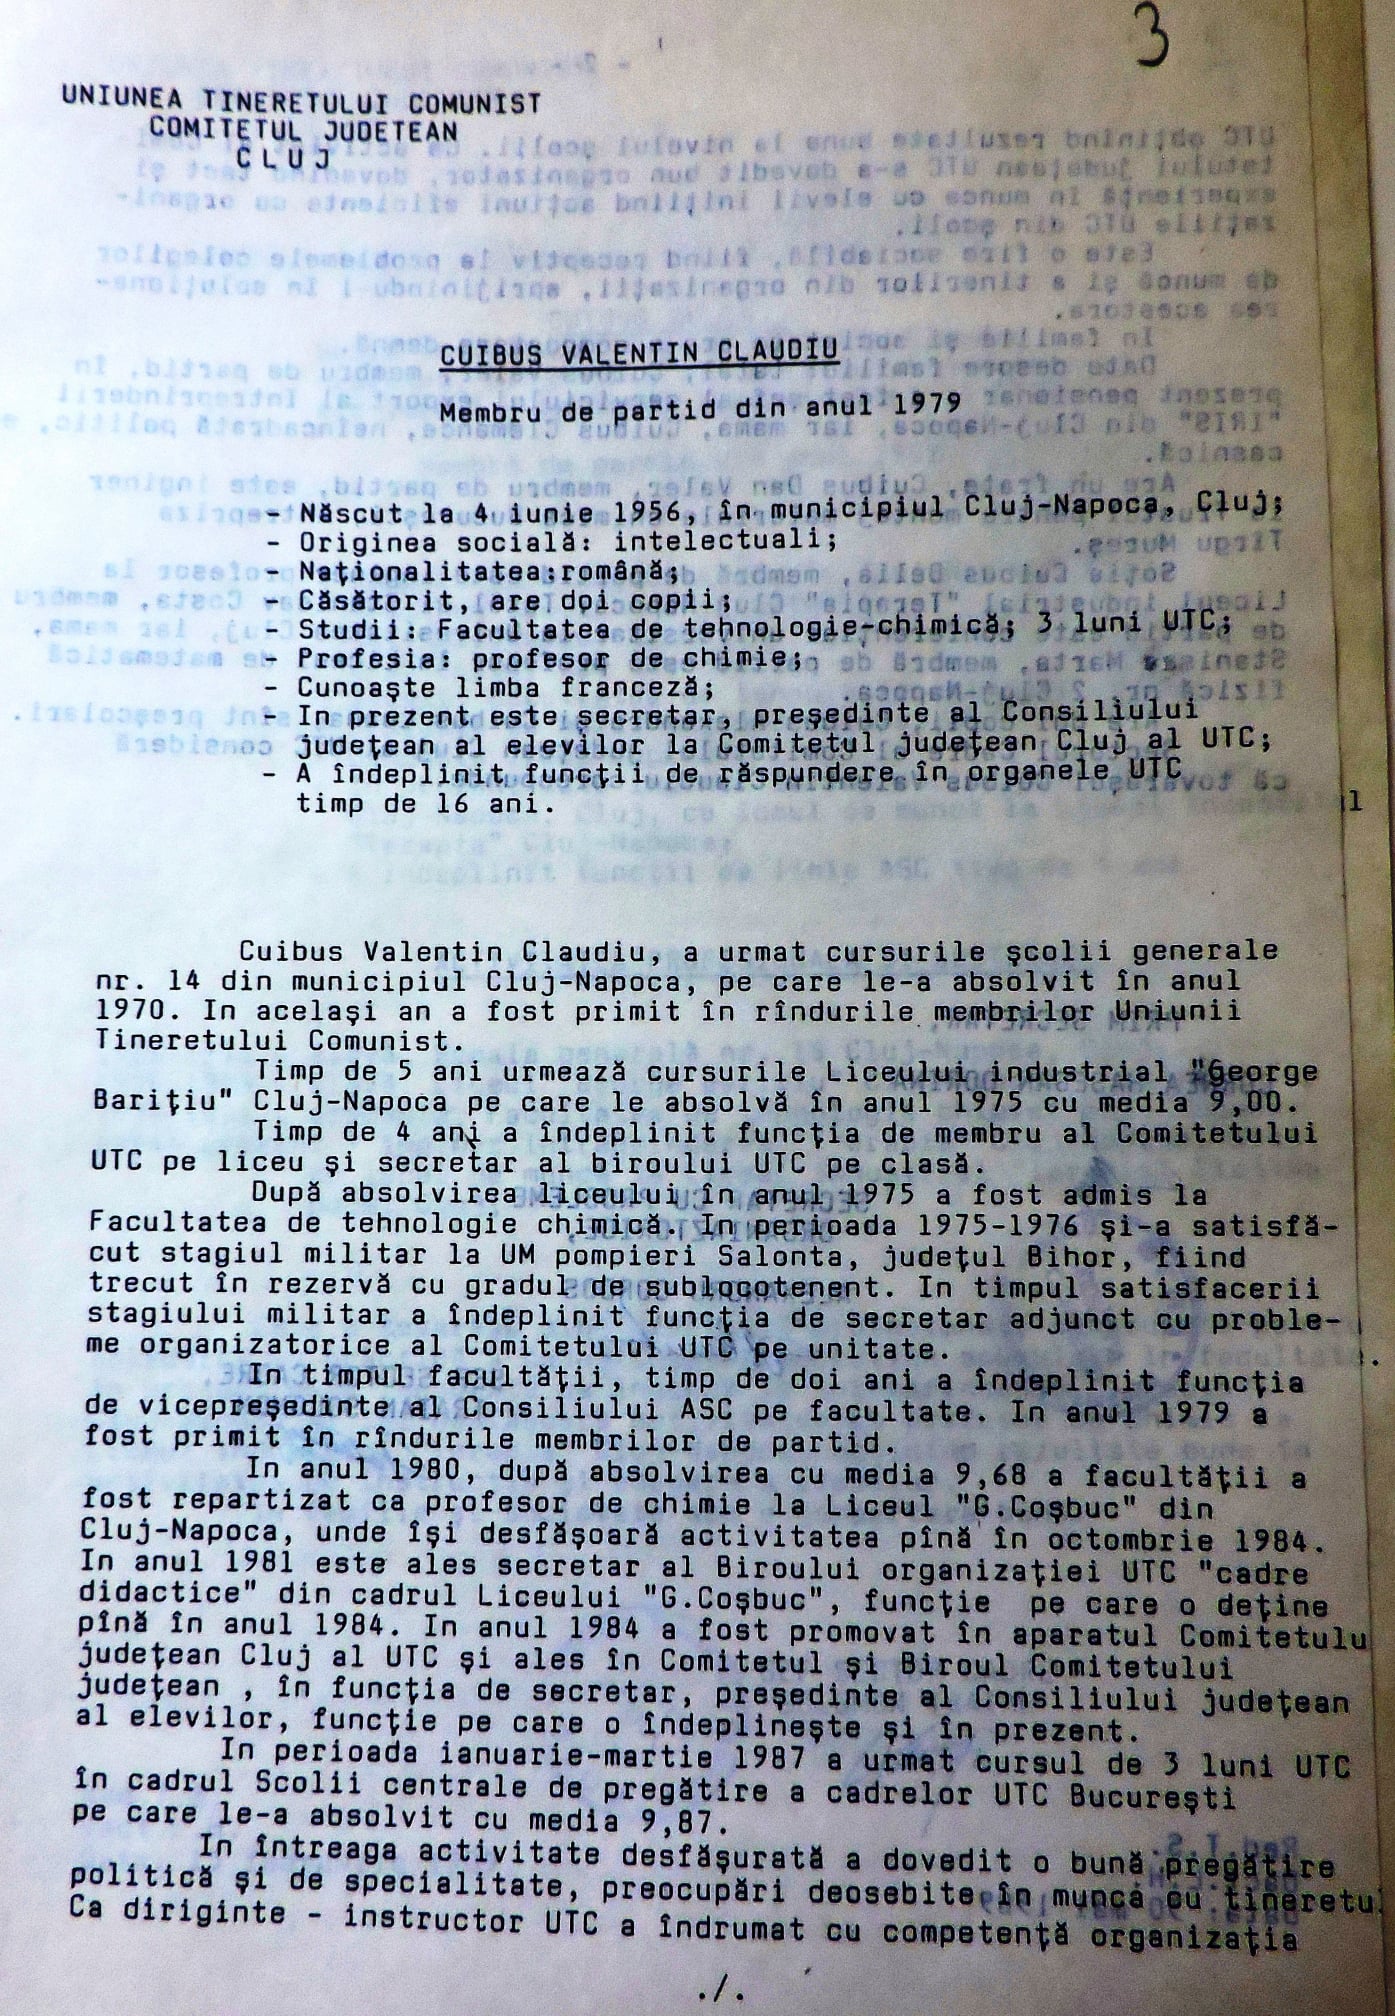 3
UNIUNEA TINERETULUI COMUNIST
COMITETUL JUDETEAN
CLUJ
CUIBUS VALENTIN CLAUDIU
Membru de partid din anul 1979
- Născut la 4 iunie 1956, în municipiul Cluj-Napoca, Cluj;
- Originea socială: intelectuali;
- Naţionalitatea:română;
- Căsătorit, are doi copii;
- Studii: Facultatea de tehnologie-chimică; 3 luni UTC;
- Profesia: profesor de chimie;
- Cunoaşte limba franceză;
- In prezent este secretar, preşedinte al Consiliului
judeţean al elevilor la Comitetul judeţean Cluj al UTC;
- A îndeplinit funcţii de răspundere în organele UTC
timp de 16 ani.
Cuibus Valentin Claudiu, a urmat cursurile şcolii generale
nr. 14 din municipiul Cluj-Napoca, pe care le-a absolvit în anul
1970. In acelaşi an a fost primit în rîndurile membrilor Uniunii
Tineretului Comunist.
Timp de 5 ani urmează cursurile Liceului industrial "George
Bariţiu" Cluj-Napoca pe care le absolvă în anul 1975 cu media 9,00.
Timp de 4 ani a îndeplinit funcţia de membru al Comitetului
UTC pe liceu şi secretar al biroului UTC pe clasă.
După absolvirea liceului în anul 1975 a fost admis la
Facultatea de tehnologie chimică. In perioada 1975-1976 şi-a satisfă-
cut stagiul militar la UM pompieri Salonta, judeţul Bihor, fiind
trecut în rezervă cu gradul de sublocotenent. In timpul satisfacerii
stagiului militar a îndeplinit funcţia de secretar adjunct cu proble-
me organizatorice al Comitetului UTC pe unitate.
In timpul facultăţii, timp de doi ani a îndeplinit funcţia
de vicepreşedinte al Consiliului ASC pe facultate. In anul 1979 a
fost primit în rîndurile membrilor de partid.
In anul 1980, după absolvirea cu media 9,68 a facultăţii a
fost repartizat ca profesor de chimie la Liceul "G.Coşbuc" din
Cluj-Napoca, unde îşi desfăşoară activitatea pînă în octombrie 1984.
In anul 1981 este ales secretar al Biroului organizaţiei UTC "cadre
didactice" din cadrul Liceului "G.Coşbuc", funcţie pe care o deţine
pînă în anul 1984. In anul 1984 a fost promovat în aparatul Comitetulu
judeţean Cluj al UTC şi ales în Comitetul şi Biroul Comitetului
judeţean , în funcţia de secretar, preşedinte al Consiliului judeţean
al elevilor, funcţie pe care o îndeplineşte şi în prezent.
In perioada ianuarie-martie 1987 a urmat cursul de 3 luni UTC
în cadrul Scolii centrale de pregătire a cadrelor UTC Bucureşti
pe care le-a absolvit cu media 9,87.
In întreaga activitate desfăşurată a dovedit o bună pregătire
politică şi de specialitate, preocupări deosebite în munca cu tineretul
Ca diriginte - instructor UTC a îndrumat cu competenţă organizaţia
./.